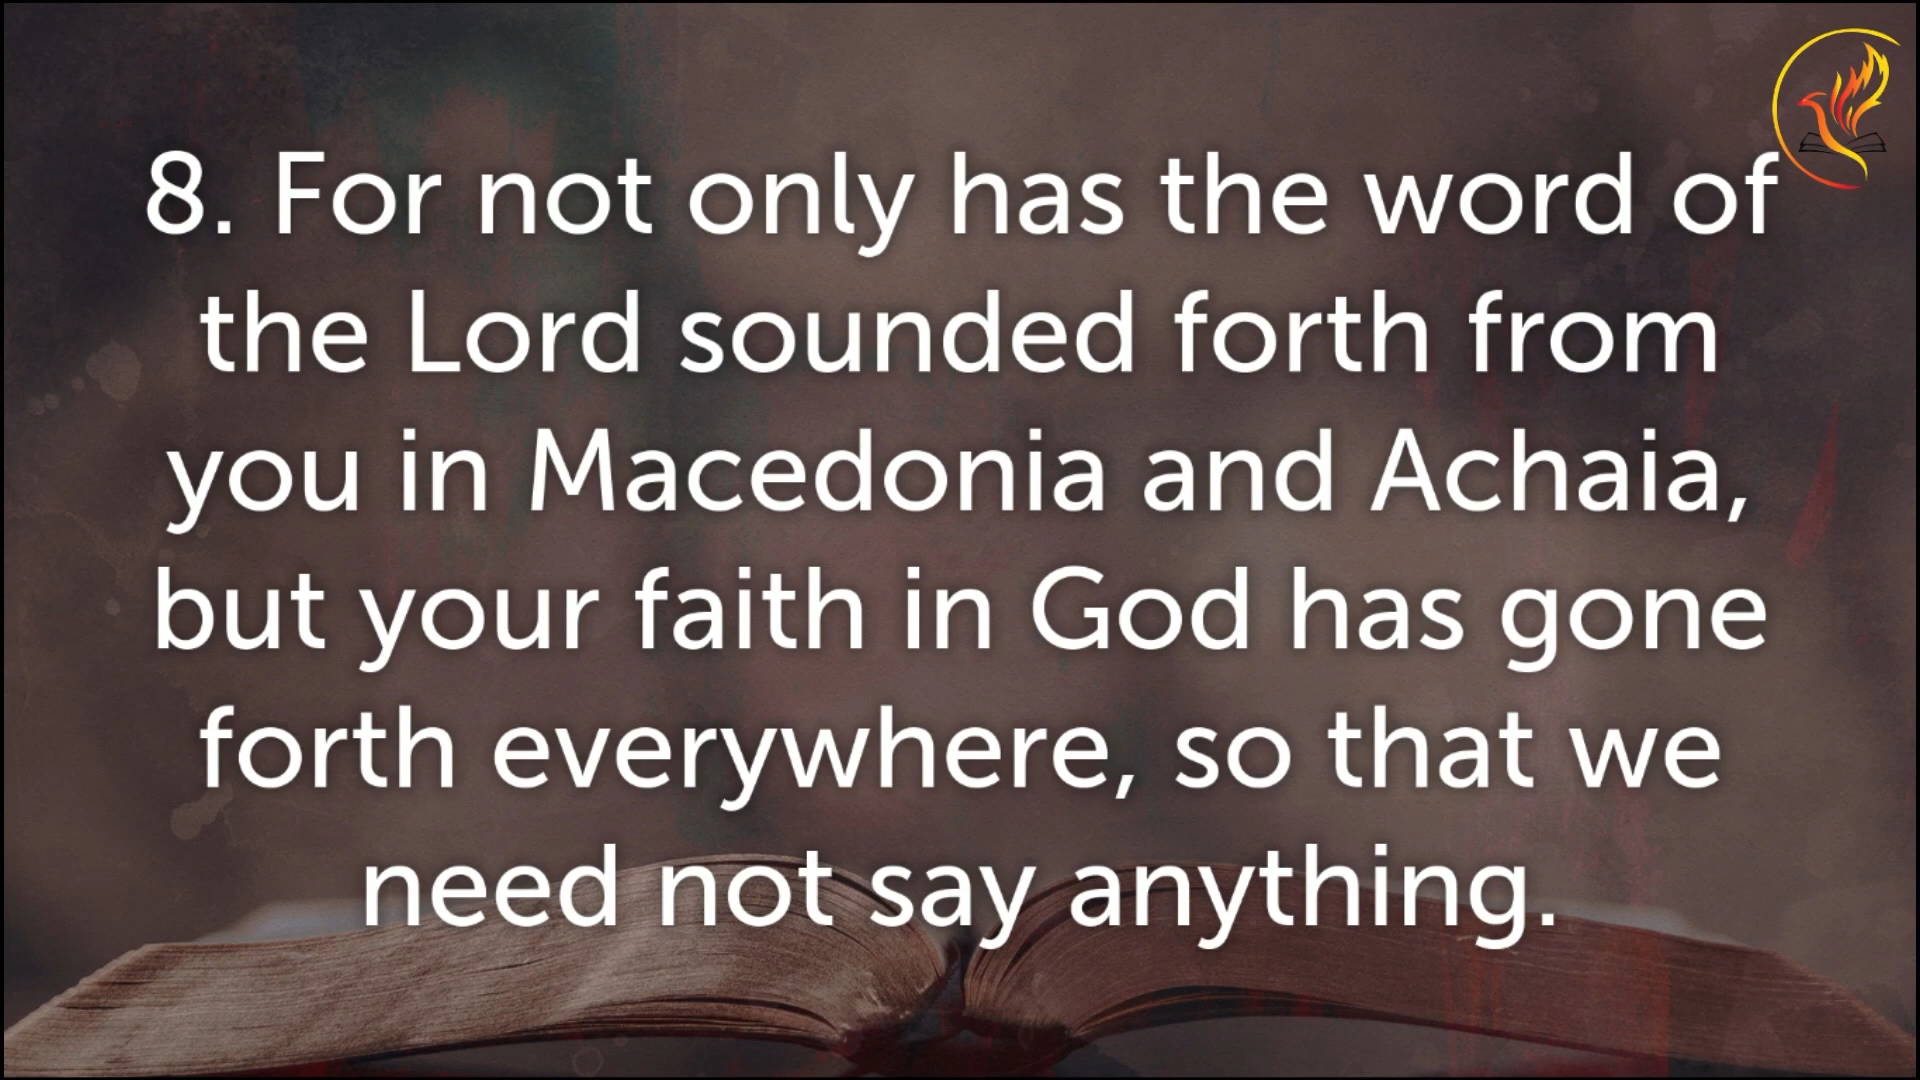 8. For not only has the word of
the Lord sounded forth from
you in Macedonia and Achaia,
but your faith in God has gone
forth everywhere, so that we
need not say anything.